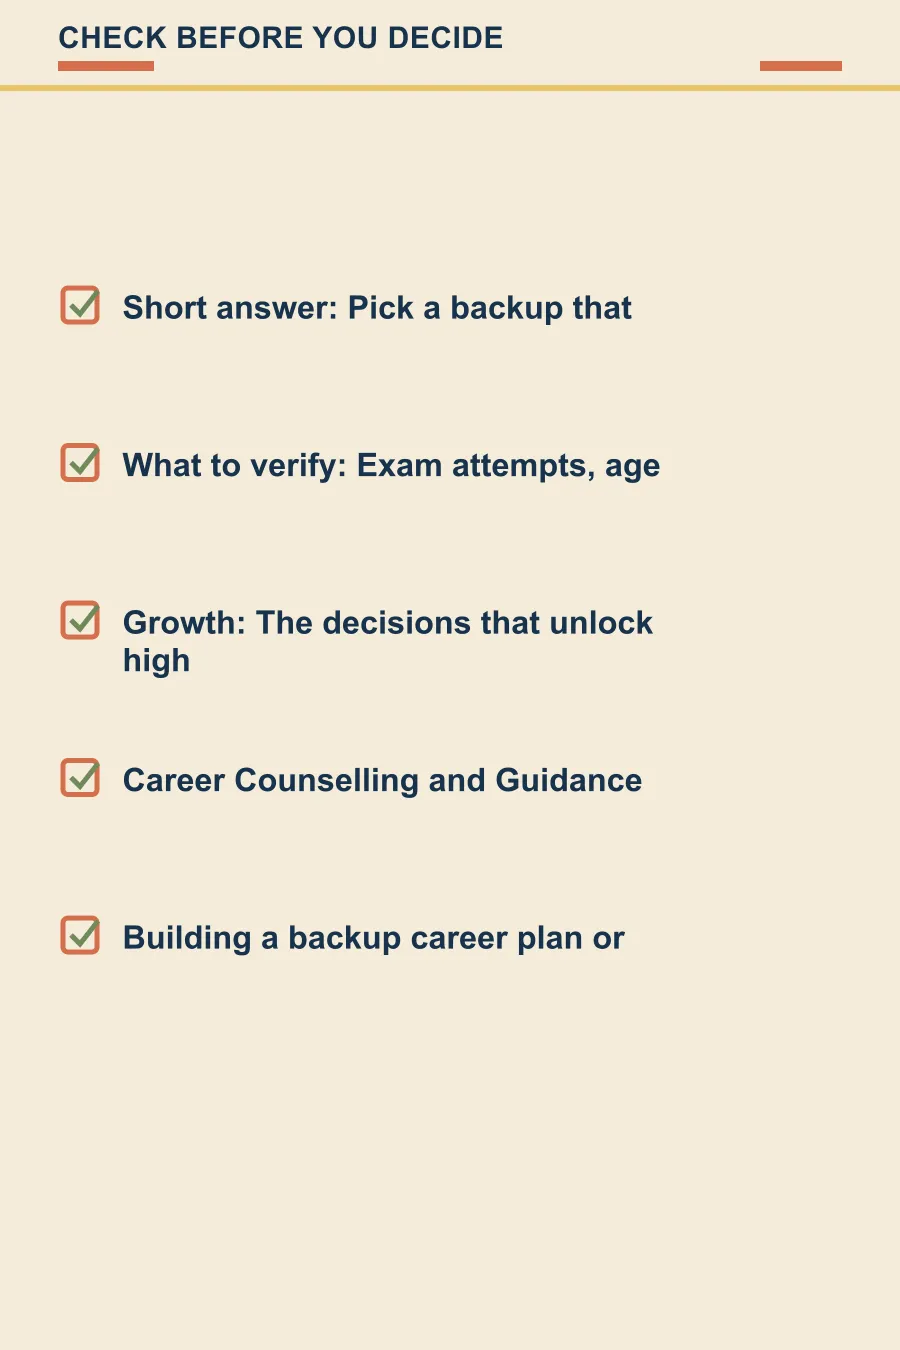 CHECK BEFORE YOU DECIDE
Short answer: Pick a backup that
What to verify: Exam attempts, age
Growth: The decisions that unlock
high
Career Counselling and Guidance
Building a backup career plan or